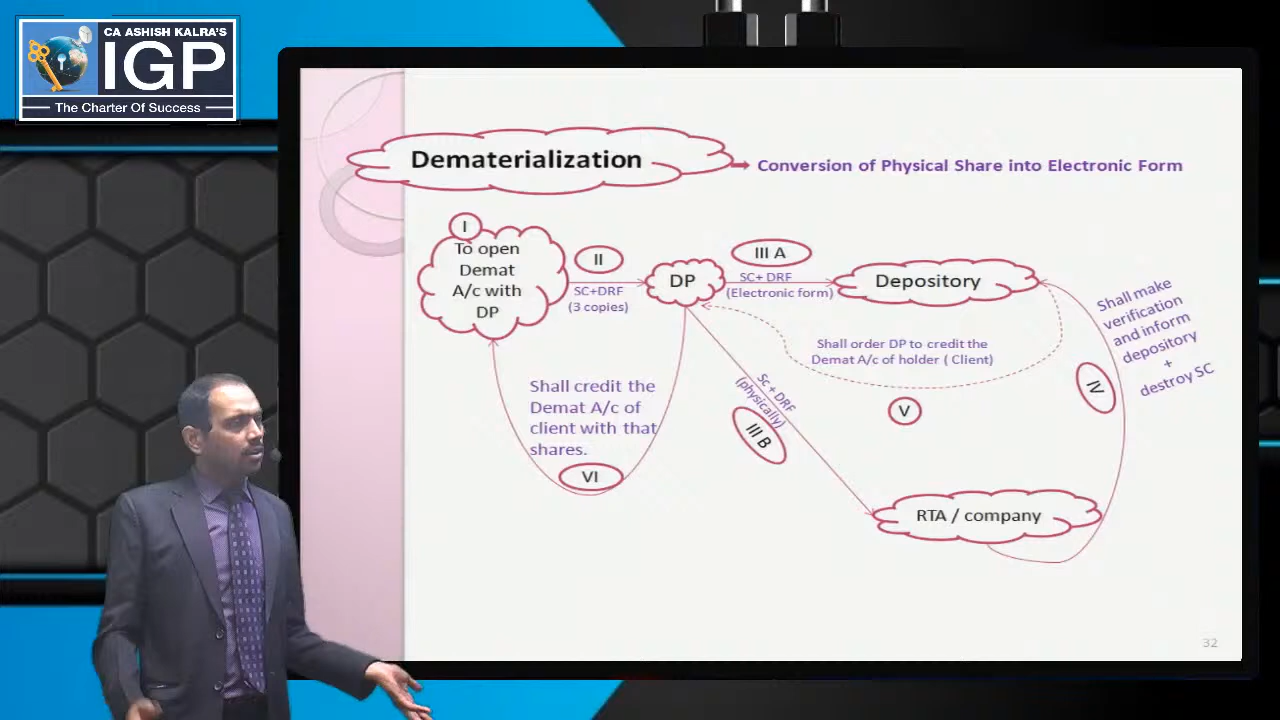 CA ASHISH KALRA'S
IGP
The Charter Of Success
Dematerialization
Conversion of Physical Share into Electronic Form
I
To open
Demat
A/c with
DP
II
SC+DRF
(3 copies)
DP
III A
SC+ DRF
(Electronic form)
Depository
Shall make
verification
and inform
depository
+
destroy SC
IV
Shall order DP to credit the
Demat A/c of holder ( Client)
V
Sc + DRF
(physically)
III B
Shall credit the
Demat A/c of
client with that
shares.
VI
RTA / company
32